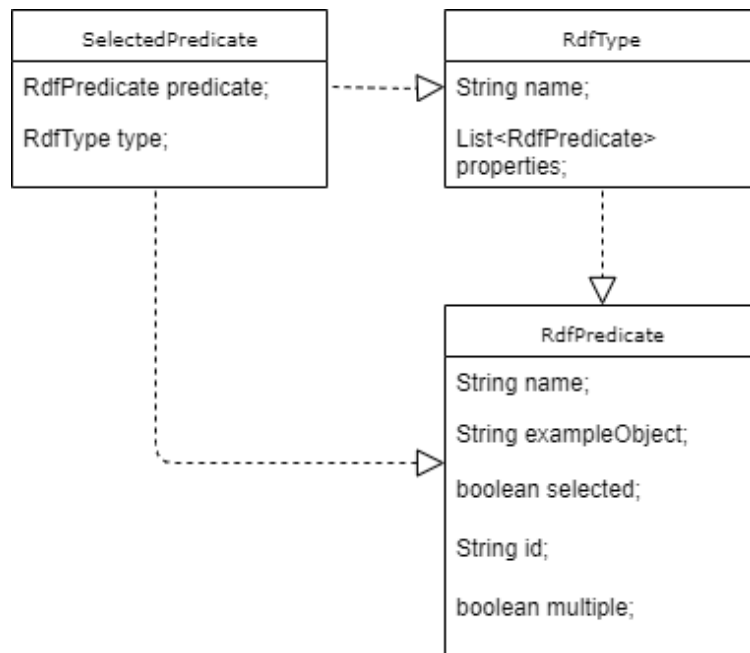 SelectedPredicate
RdfPredicate predicate;
RdfType type;
RdfType
String name;
List<RdfPredicate>
properties;
RdfPredicate
String name;
String exampleObject;
boolean selected;
String id;
boolean multiple;